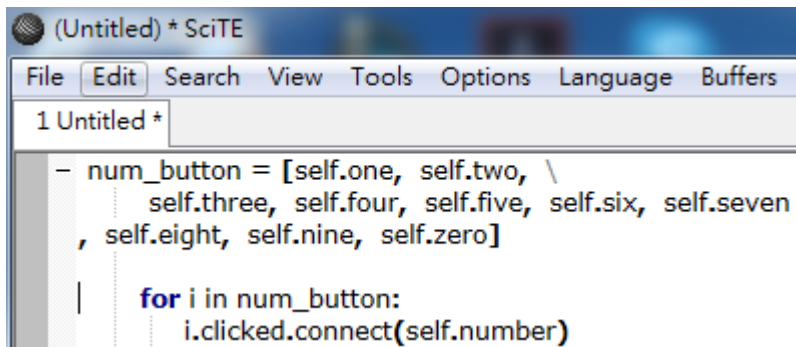 (Untitled) * SciTE
File Edit Search View Tools Options Language Buffers
1 Untitled *
num_button = [self.one, self.two, \
self.three, self.four, self.five, self.six, self.seven
, self.eight, self.nine, self.zero]
for i in num_button:
i.clicked.connect(self.number)